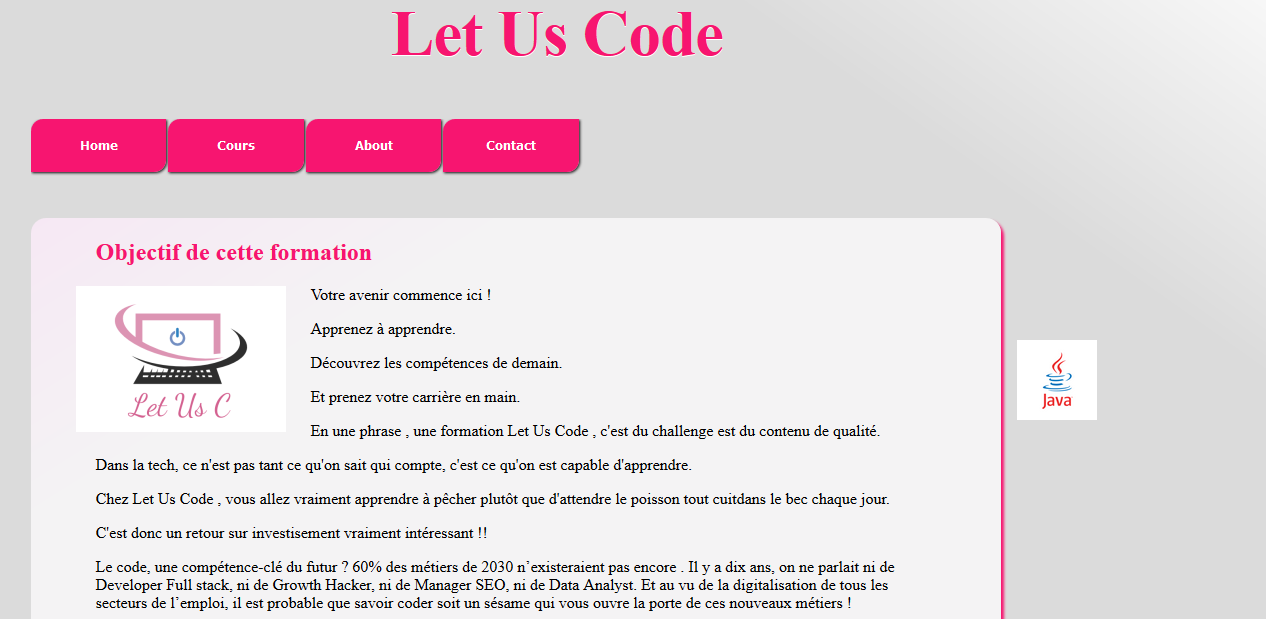 Let Us Code
Home Cours About Contact
Objectif de cette formation
Let Us C
Votre avenir commence ici !
Apprenez à apprendre.
Découvrez les compétences de demain.
Et prenez votre carrière en main.
En une phrase , une formation Let Us Code , c'est du challenge est du contenu de qualité.
Java
Dans la tech, ce n'est pas tant ce qu'on sait qui compte, c'est ce qu'on est capable d'apprendre.
Chez Let Us Code , vous allez vraiment apprendre à pêcher plutôt que d'attendre le poisson tout cuitdans le bec chaque jour.
C'est donc un retour sur investisement vraiment intéressant !!
Le code, une compétence-clé du futur ? 60% des métiers de 2030 n’existeraient pas encore . Il y a dix ans, on ne parlait ni de
Developer Full stack, ni de Growth Hacker, ni de Manager SEO, ni de Data Analyst. Et au vu de la digitalisation de tous les
secteurs de l’emploi, il est probable que savoir coder soit un sésame qui vous ouvre la porte de ces nouveaux métiers !